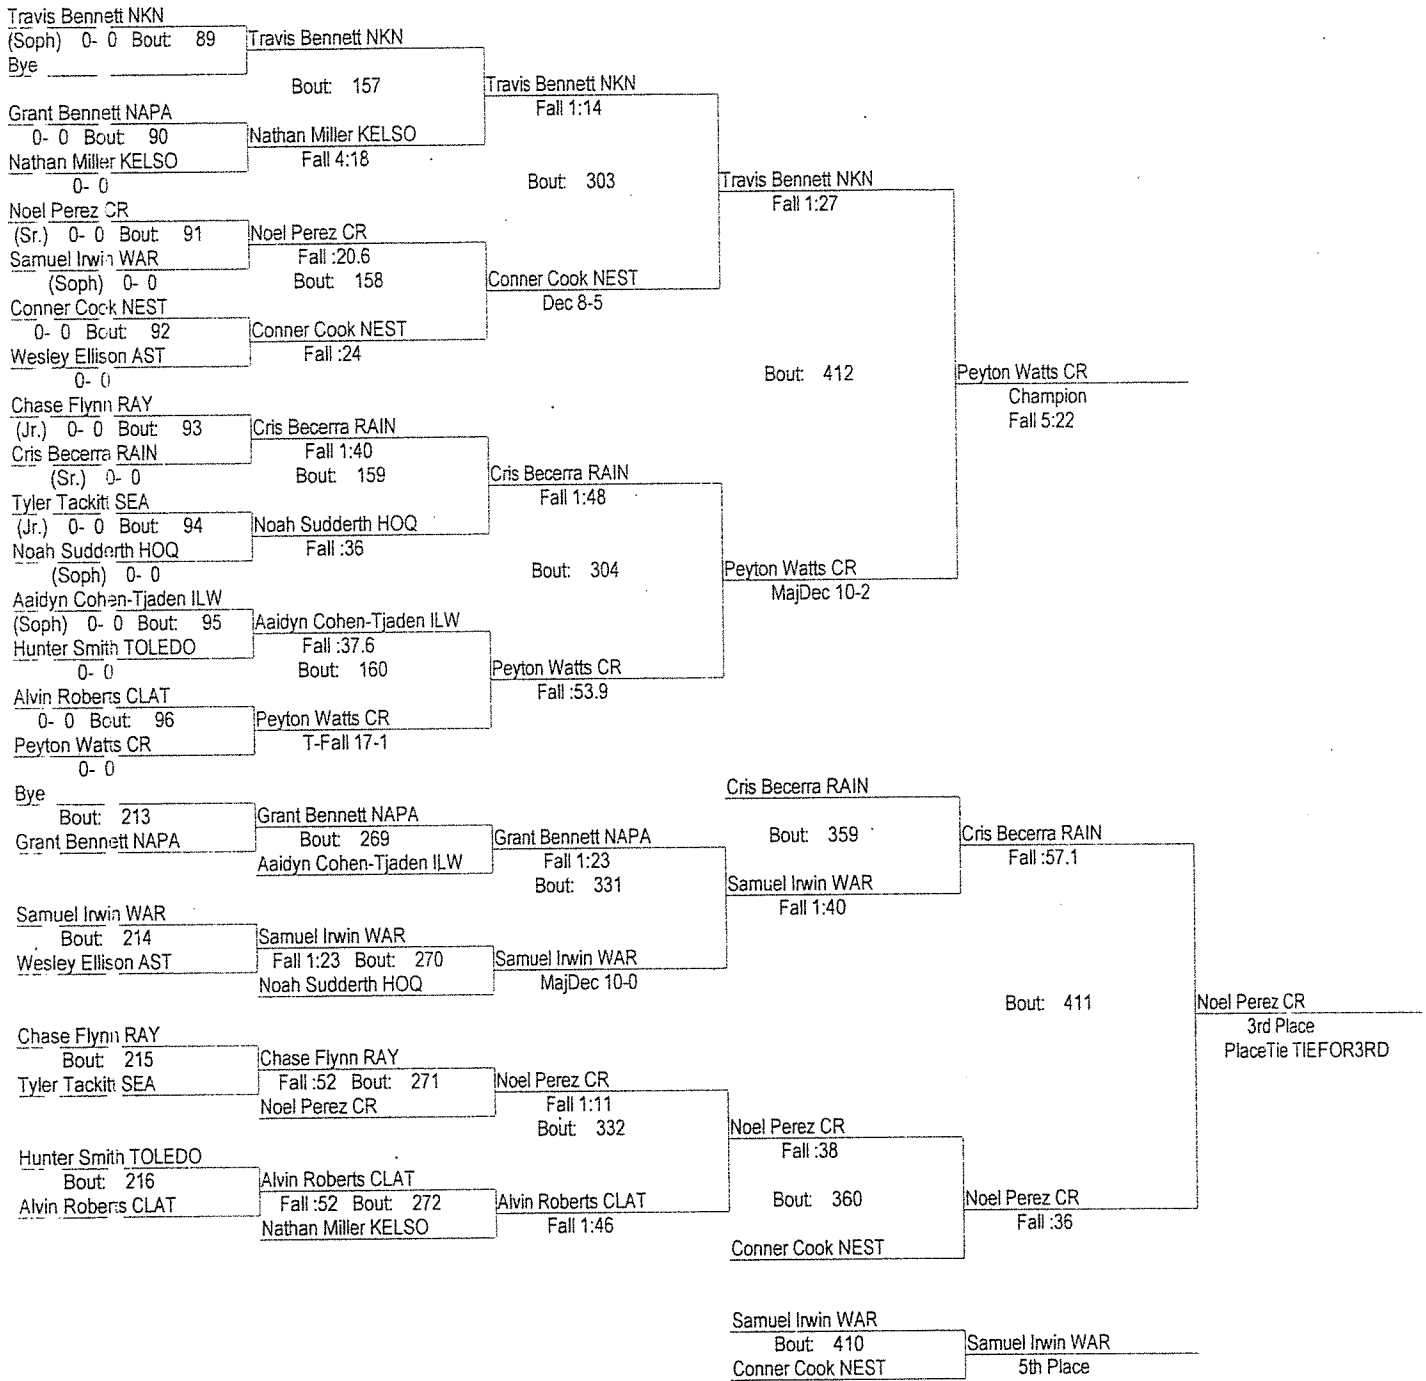 Travis Bennett NKN
(Soph) 0- 0 Bout: 89 Travis Bennett NKN
Bye
Bout: 157 Travis Bennett NKN
Fall 1:14
Grant Bennett NAPA
0- 0 Bout: 90 Nathan Miller KELSO
Nathan Miller KELSO Fall 4:18
0- 0 Bout: 303 Travis Bennett NKN
Fall 1:27
Noel Perez CR
(Sr.) 0- 0 Bout: 91 Noel Perez CR
Samuel Irwin WAR Fall :20.6
(Soph) 0- 0 Bout: 158 Conner Cook NEST
Dec 8-5
Conner Cook NEST
0- 0 Bout: 92 Conner Cook NEST
Wesley Ellison AST Fall :24
0- 0 Bout: 412 Peyton Watts CR
Champion
Fall 5:22
Chase Flynn RAY
(Jr.) 0- 0 Bout: 93 Cris Becerra RAIN
Cris Becerra RAIN Fall 1:40
(Sr.) 0- 0 Bout: 159 Cris Becerra RAIN
Fall 1:48
Tyler Tackitt SEA
(Jr.) 0- 0 Bout: 94 Noah Sudderth HOQ
Noah Sudderth HOQ Fall :36
(Soph) 0- 0 Bout: 304 Peyton Watts CR
MajDec 10-2
Aaidyn Cohen-Tjaden ILW
(Soph) 0- 0 Bout: 95 Aaidyn Cohen-Tjaden ILW
Hunter Smith TOLEDO Fall :37.6
0- 0 Bout: 160 Peyton Watts CR
Fall :53.9
Alvin Roberts CLAT
0- 0 Bout: 96 Peyton Watts CR
Peyton Watts CR T-Fall 17-1
0- 0
Bye Cris Becerra RAIN
Bout: 213 Grant Bennett NAPA
Grant Bennett NAPA Bout: 269 Grant Bennett NAPA Bout: 359 Cris Becerra RAIN
Aaidyn Cohen-Tjaden ILW Fall 1:23 Fall :57.1
Bout: 331 Samuel Irwin WAR
Fall 1:40
Samuel Irwin WAR
Bout: 214 Samuel Irwin WAR
Wesley Ellison AST Fall 1:23 Bout: 270 Samuel Irwin WAR
Noah Sudderth HOQ MajDec 10-0
Bout: 411 Noel Perez CR
3rd Place
PlaceTie TIEFOR3RD
Chase Flynn RAY
Bout: 215 Chase Flynn RAY
Tyler Tackitt SEA Fall :52 Bout: 271 Noel Perez CR
Noel Perez CR Fall 1:11
Bout: 332 Noel Perez CR
Fall :38
Hunter Smith TOLEDO
Bout: 216 Alvin Roberts CLAT
Alvin Roberts CLAT Fall :52 Bout: 272 Alvin Roberts CLAT Bout: 360 Noel Perez CR
Nathan Miller KELSO Fall 1:46 Fall :36
Conner Cook NEST
Samuel Irwin WAR
Bout: 410 Samuel Irwin WAR
Conner Cook NEST 5th Place